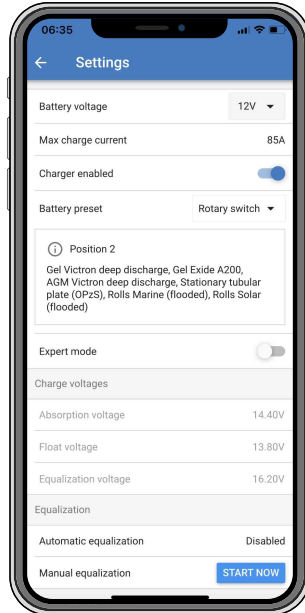 06:35
Settings
Battery voltage 12V
Max charge current 85A
Charger enabled
Battery preset Rotary switch
Position 2
Gel Victron deep discharge, Gel Exide A200,
AGM Victron deep discharge, Stationary tubular
plate (OPzS), Rolls Marine (flooded), Rolls Solar
(flooded)
Expert mode
Charge voltages
Absorption voltage 14.40V
Float voltage 13.80V
Equalization voltage 16.20V
Equalization
Automatic equalization Disabled
Manual equalization START NOW